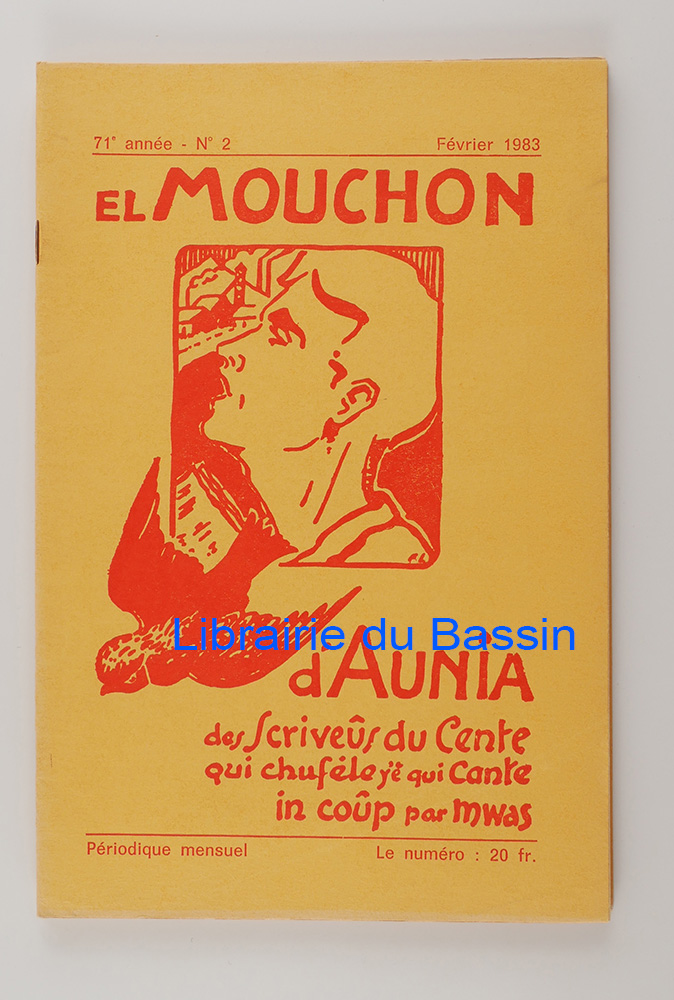 71e année - N° 2 Février 1983
EL MOUCHON
Librairie du Bassin
d'AUNIA
des Scriveûs du Cente
qui chufèle y'è qui cante
in coûp par mwas
Périodique mensuel Le numéro : 20 fr.